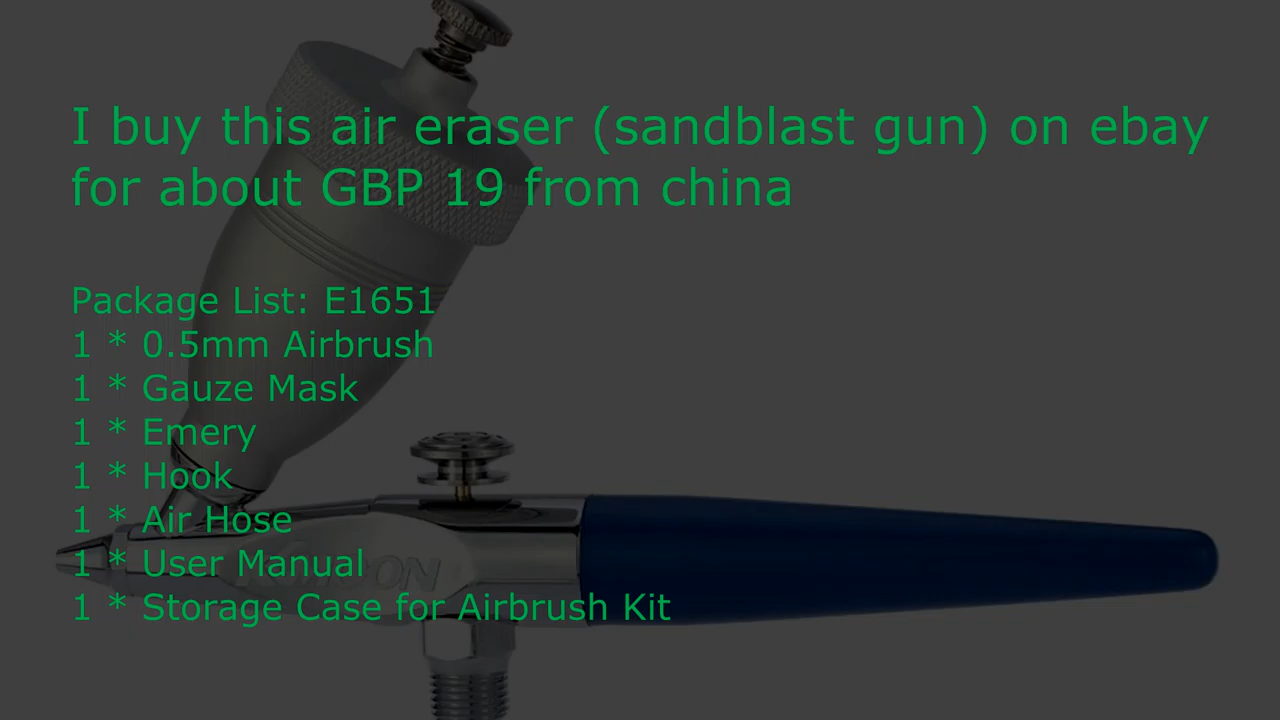 I buy this air eraser (sandblast gun) on ebay
for about GBP 19 from china
Package List: E1651
1 * 0.5mm Airbrush
1 * Gauze Mask
1 * Emery
1 * Hook
1 * Air Hose
1 * User Manual
1 * Storage Case for Airbrush Kit